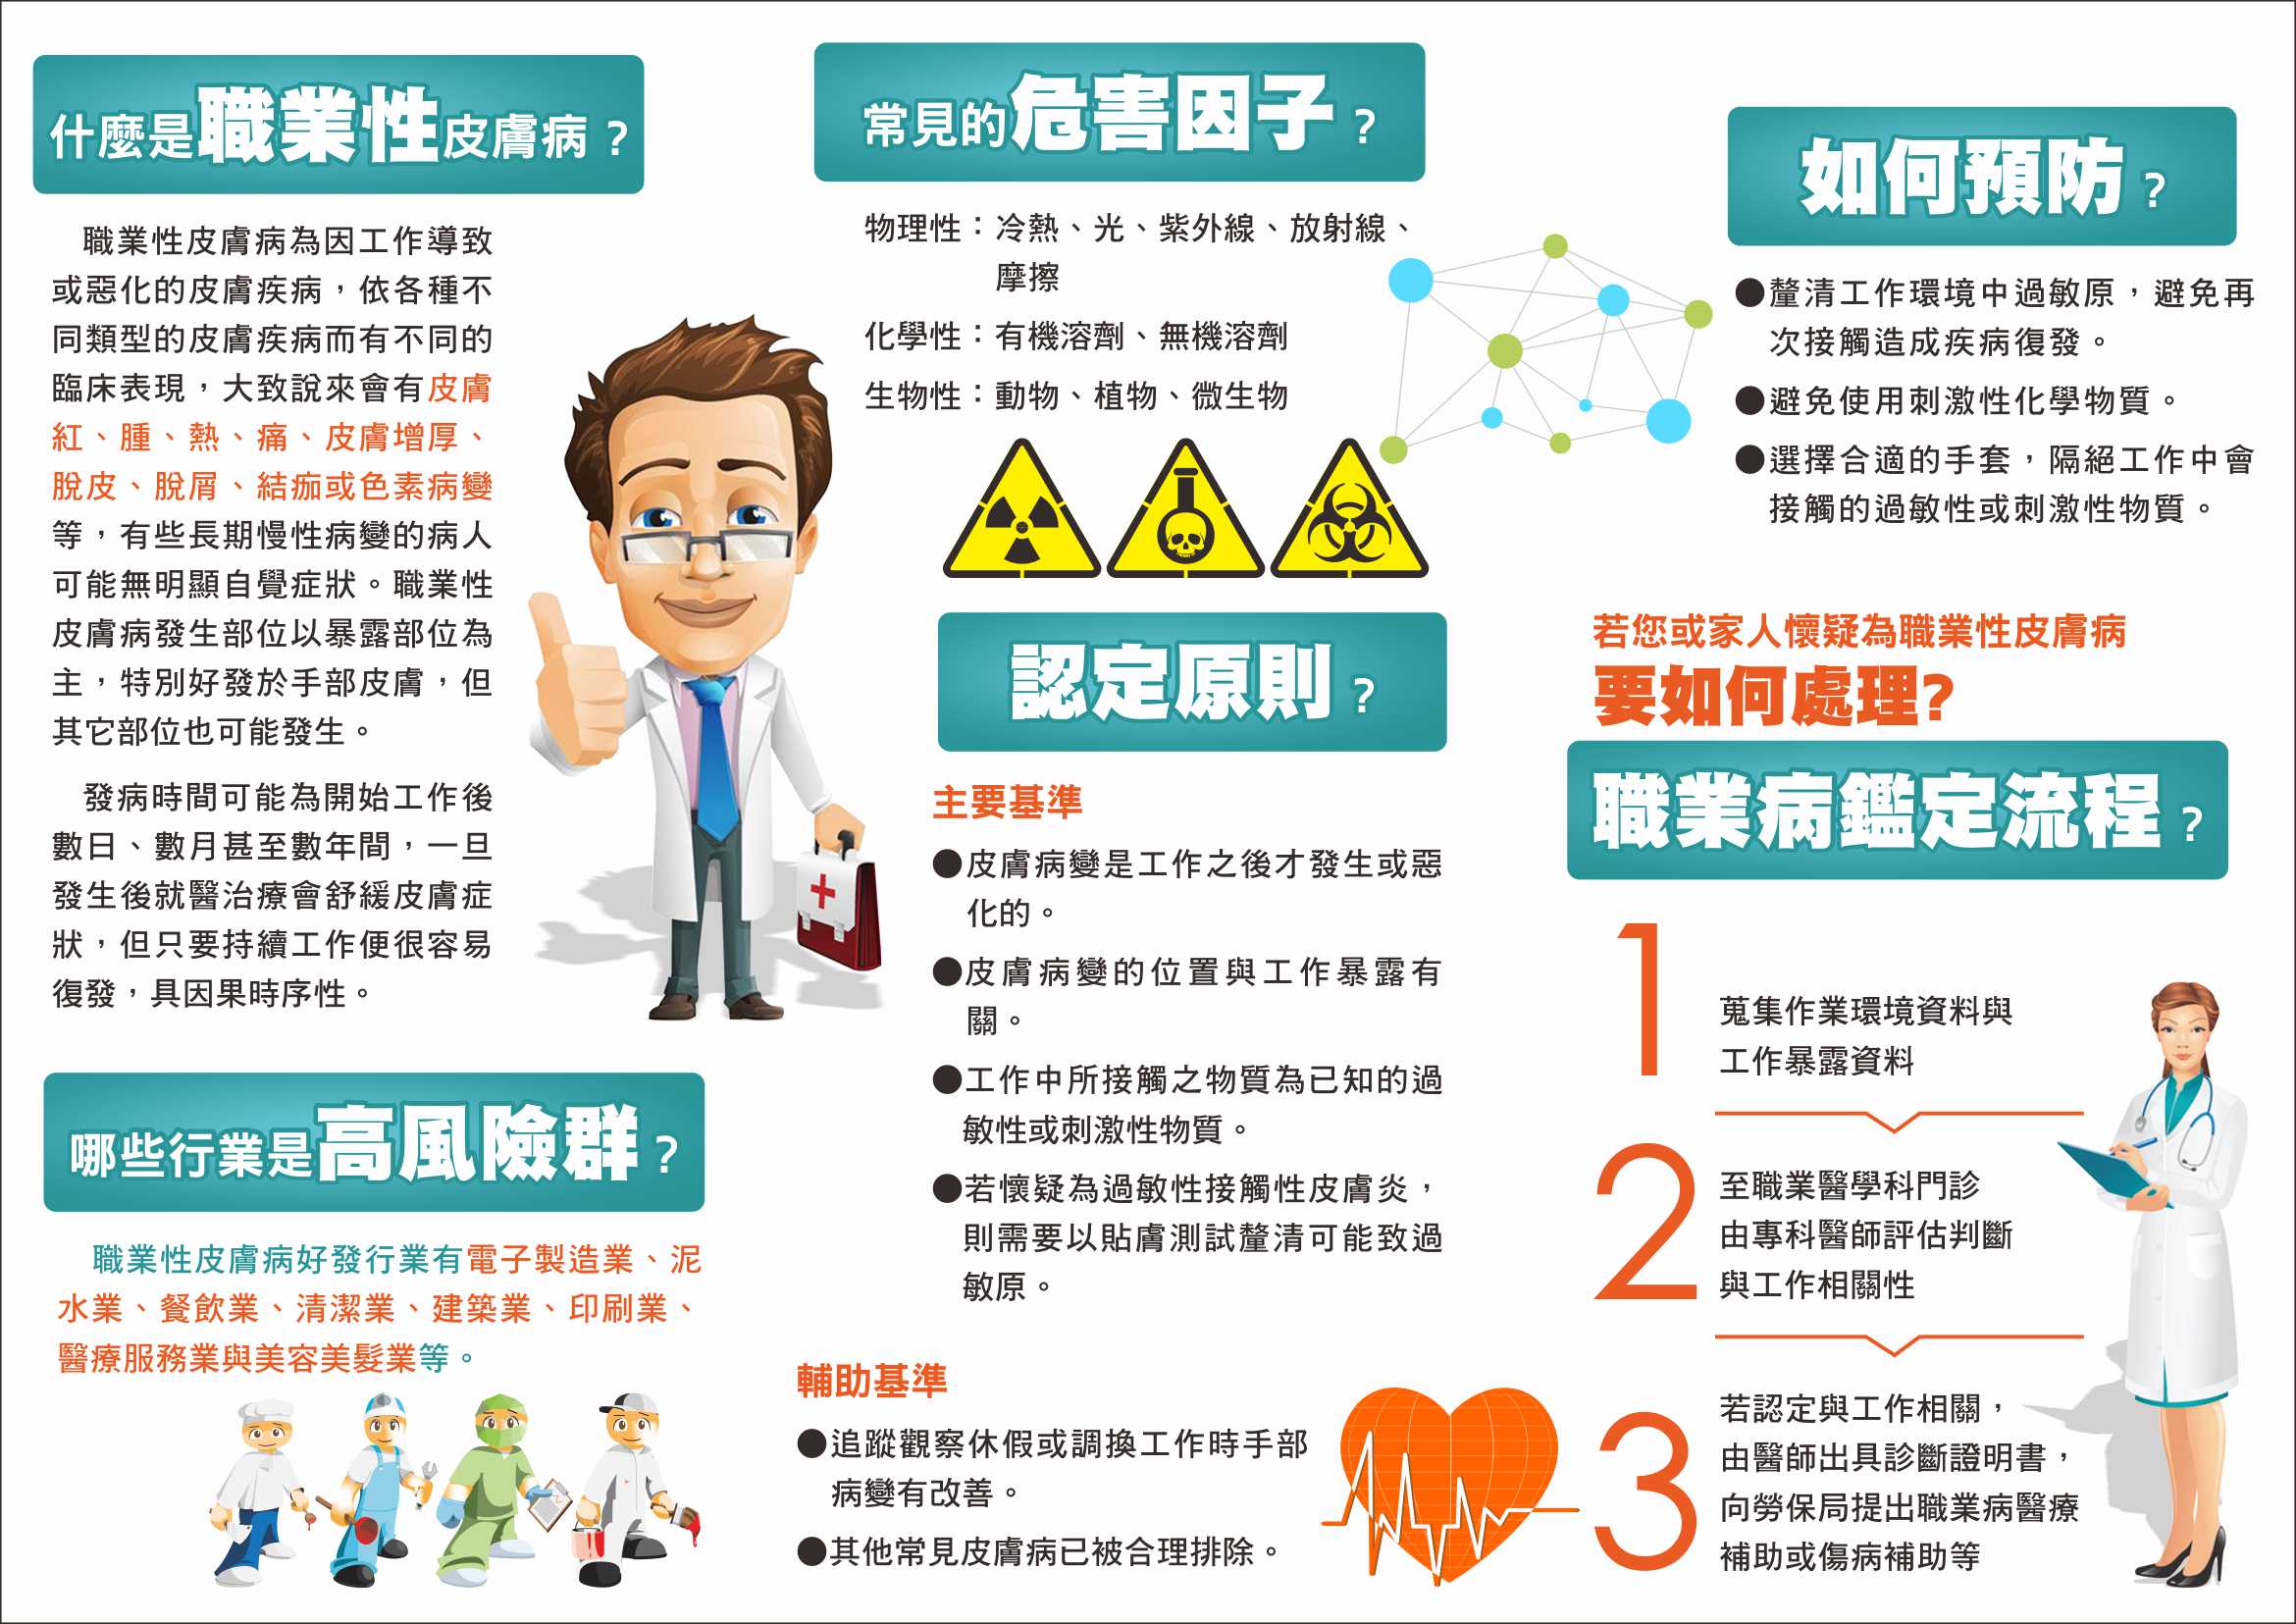 什麼是職業性皮膚病?
職業性皮膚病為因工作導致
或惡化的皮膚疾病，依各種不
同類型的皮膚疾病而有不同的
臨床表現，大致說來會有皮膚
紅、腫、熱、痛、皮膚增厚、
脫皮、脫屑、結痂或色素病變
等，有些長期慢性病變的病人
可能無明顯自覺症狀。職業性
皮膚病發生部位以暴露部位為
主，特別好發於手部皮膚，但
其它部位也可能發生。
發病時間可能為開始工作後
數日、數月甚至數年間，一旦
發生後就醫治療會舒緩皮膚症
狀，但只要持續工作便很容易
復發，具因果時序性。
哪些行業是高風險群?
職業性皮膚病好發行業有電子製造業、泥
水業、餐飲業、清潔業、建築業、印刷業、
醫療服務業與美容美髮業等。
常見的危害因子?
物理性：冷熱、光、紫外線、放射線、
摩擦
化學性：有機溶劑、無機溶劑
生物性：動物、植物、微生物
認定原則?
主要基準
●皮膚病變是工作之後才發生或惡
化的。
●皮膚病變的位置與工作暴露有
關。
●工作中所接觸之物質為已知的過
敏性或刺激性物質。
●若懷疑為過敏性接觸性皮膚炎，
則需要以貼膚測試釐清可能致過
敏原。
輔助基準
●追蹤觀察休假或調換工作時手部
病變有改善。
●其他常見皮膚病已被合理排除。
如何預防?
●釐清工作環境中過敏原，避免再
次接觸造成疾病復發。
●避免使用刺激性化學物質。
●選擇合適的手套，隔絕工作中會
接觸的過敏性或刺激性物質。
若您或家人懷疑為職業性皮膚病
要如何處理?
職業病鑑定流程?
1
蒐集作業環境資料與
工作暴露資料
2
至職業醫學科門診
由專科醫師評估判斷
與工作相關性
3
若認定與工作相關，
由醫師出具診斷證明書，
向勞保局提出職業病醫療
補助或傷病補助等